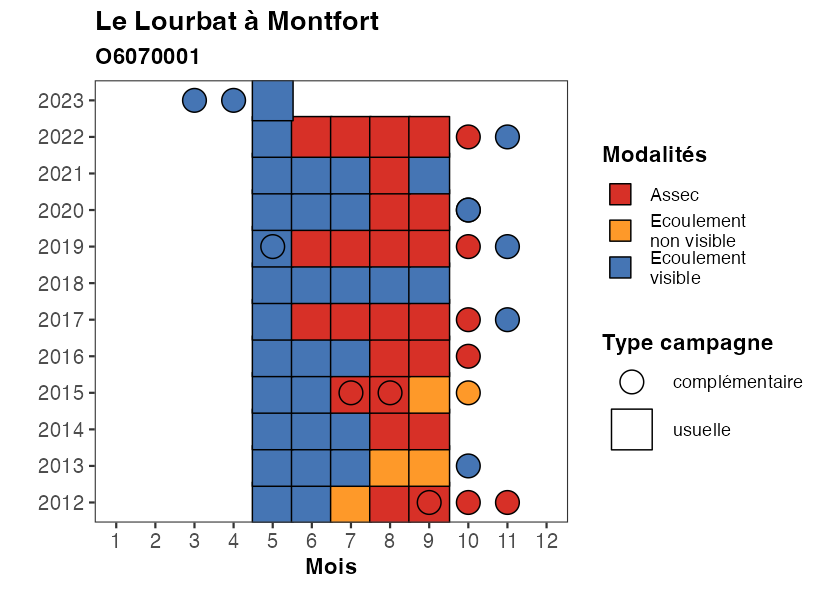 Le Lourbat à Montfort
O6070001
2023
2022
2021
2020
2019
2018
2017
2016
2015
2014
2013
2012
1 2 3 4 5 6 7 8 9 10 11 12
Mois
Modalités
Assec
Ecoulement
non visible
Ecoulement
visible
Type campagne
complémentaire
usuelle